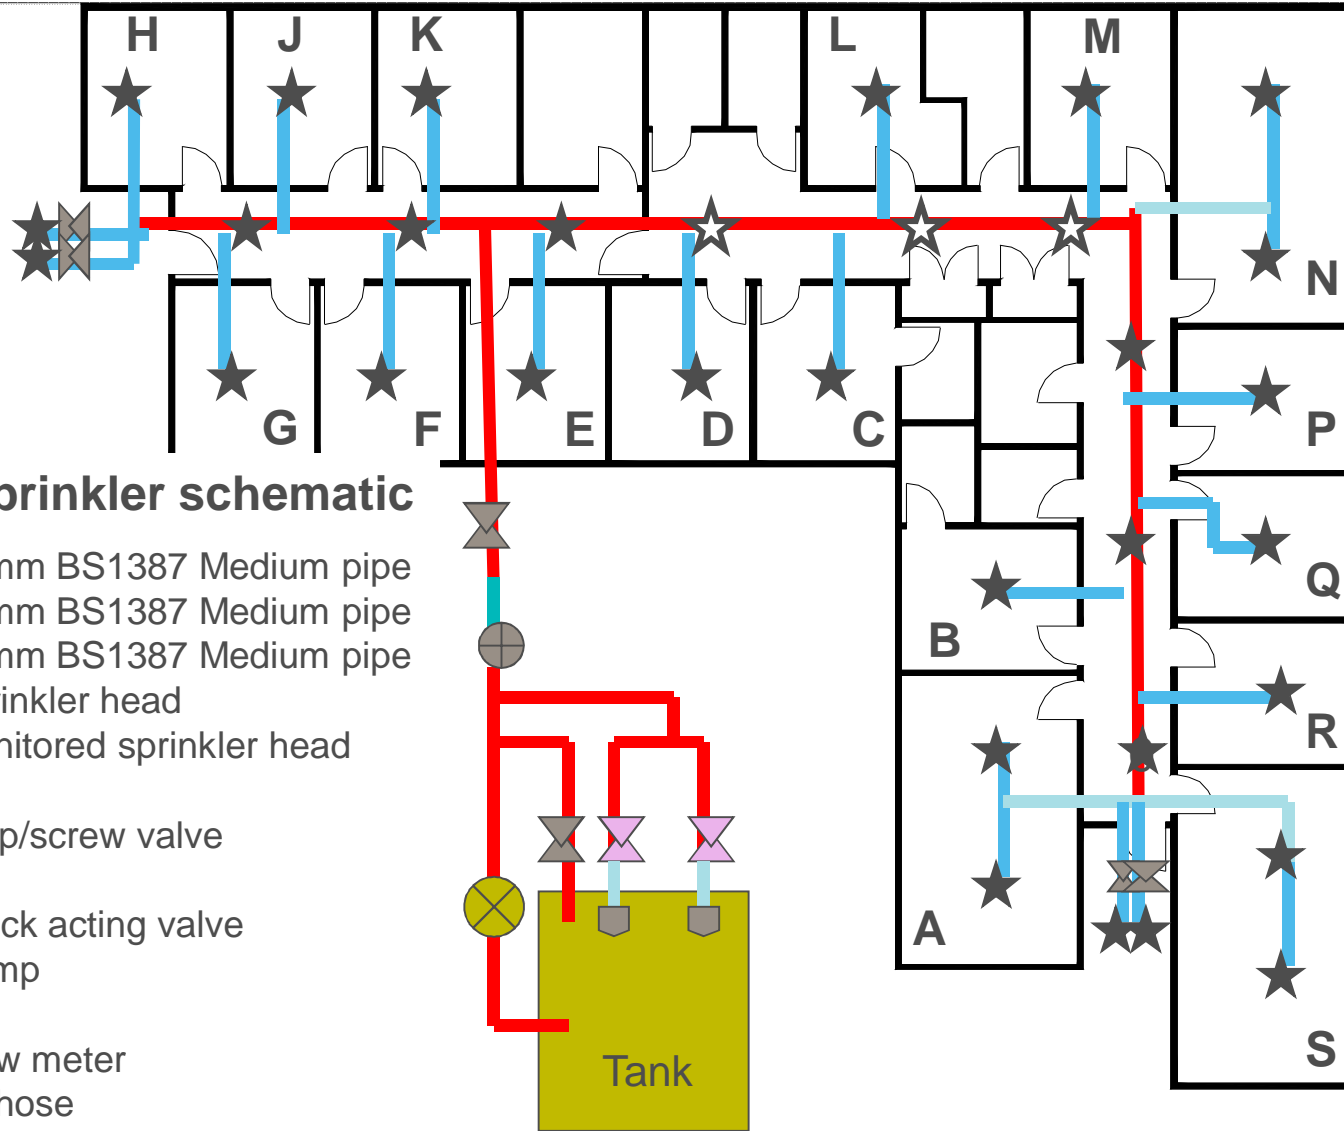 H J K L M
N
G F E D C P
prinkler schematic
mm BS1387 Medium pipe
mm BS1387 Medium pipe
Q
mm BS1387 Medium pipe
B
rinkler head
nitored sprinkler head
R
p/screw valve
ck acting valve
A
mp
S
w meter
Tank
hose